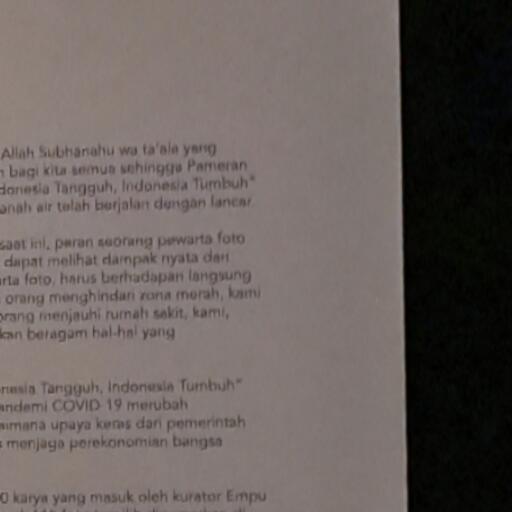 Allah Subhanahu wa ta'ala yang
bagi kita semua sehingga Pameran
donesia Tangguh, Indonesia Tumbuh"
anah air telah berjalan dengan lancar.
saat ini, peran seorang pewarta foto
dapat melihat dampak nyata dari
arta foto, harus berhadapan langsung
orang menghindari zona merah, kami
orang menjauhi rumah sakit, kami,
kan beragam hal-hal yang
onesia Tangguh, Indonesia Tumbuh"
andemi COVID 19 merubah
aimana upaya keras dari pemerintah
menjaga perekonomian bangsa
0 karya yang masuk oleh kurator Empu